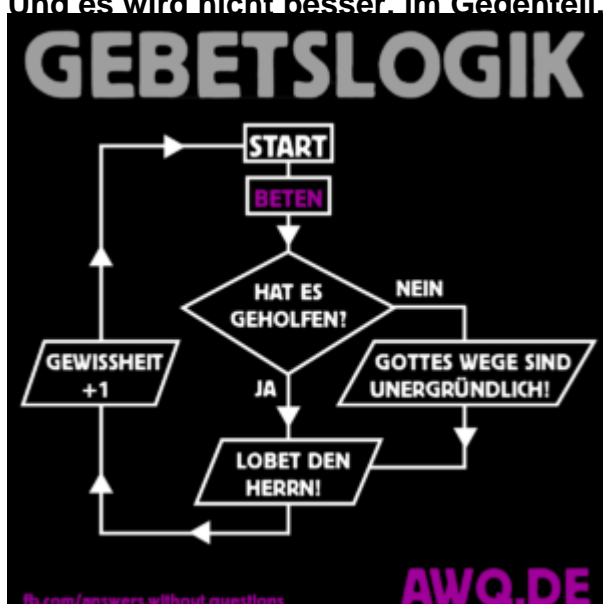 Und es wird nicht besser. Im Gegenteil.
GEBETSLOGIK
START
BETEN
HAT ES
GEHOLFEN?
NEIN
GEWISSHEIT
+1
JA
GOTTES WEGE SIND
UNERGRÜNDLICH!
LOBET DEN
HERRN!
AWQ.DE
fb.com/answers.without.questions